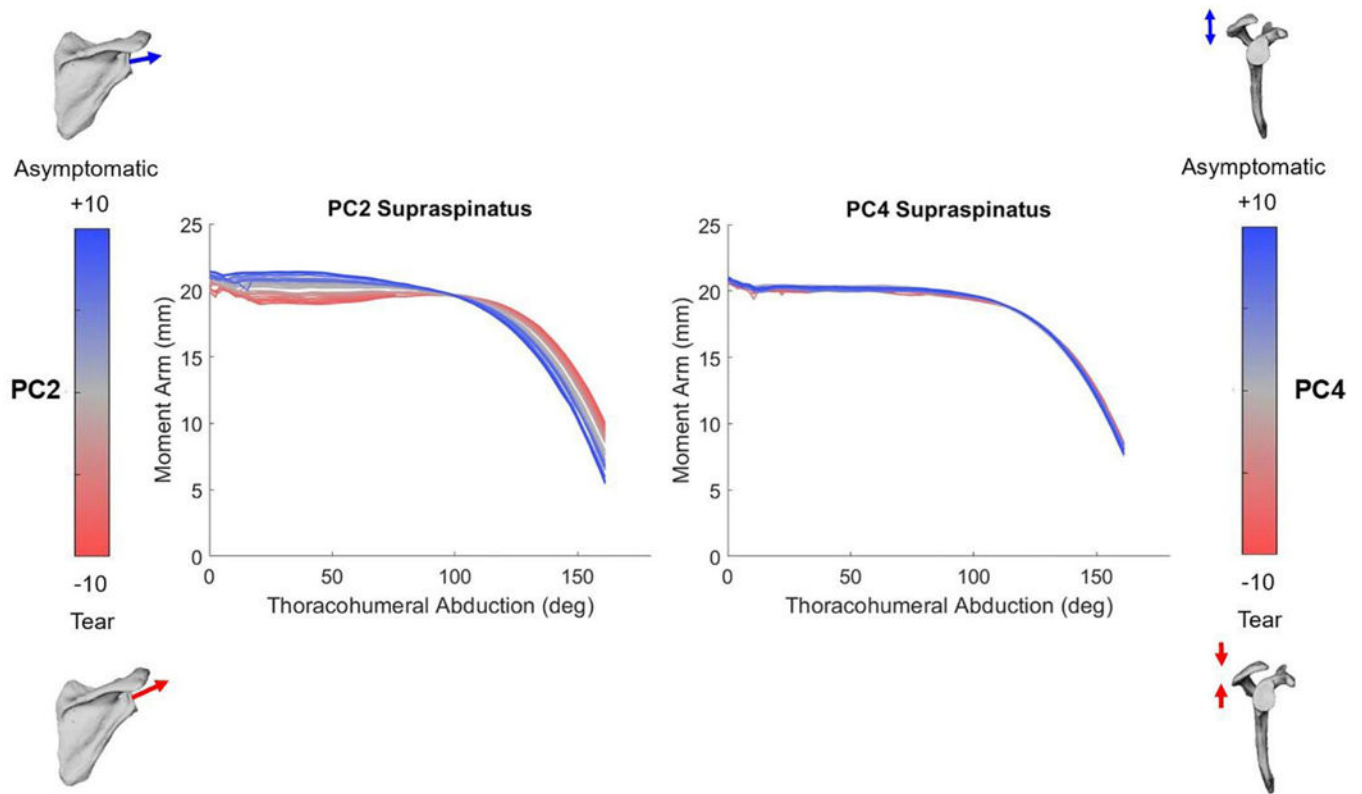 Asymptomatic
+10
PC2
-10
Tear
PC2 Supraspinatus
Moment Arm (mm)
25
20
15
10
5
0
0 50 100 150
Thoracohumeral Abduction (deg)
PC4 Supraspinatus
Moment Arm (mm)
25
20
15
10
5
0
0 50 100 150
Thoracohumeral Abduction (deg)
Asymptomatic
+10
PC4
-10
Tear